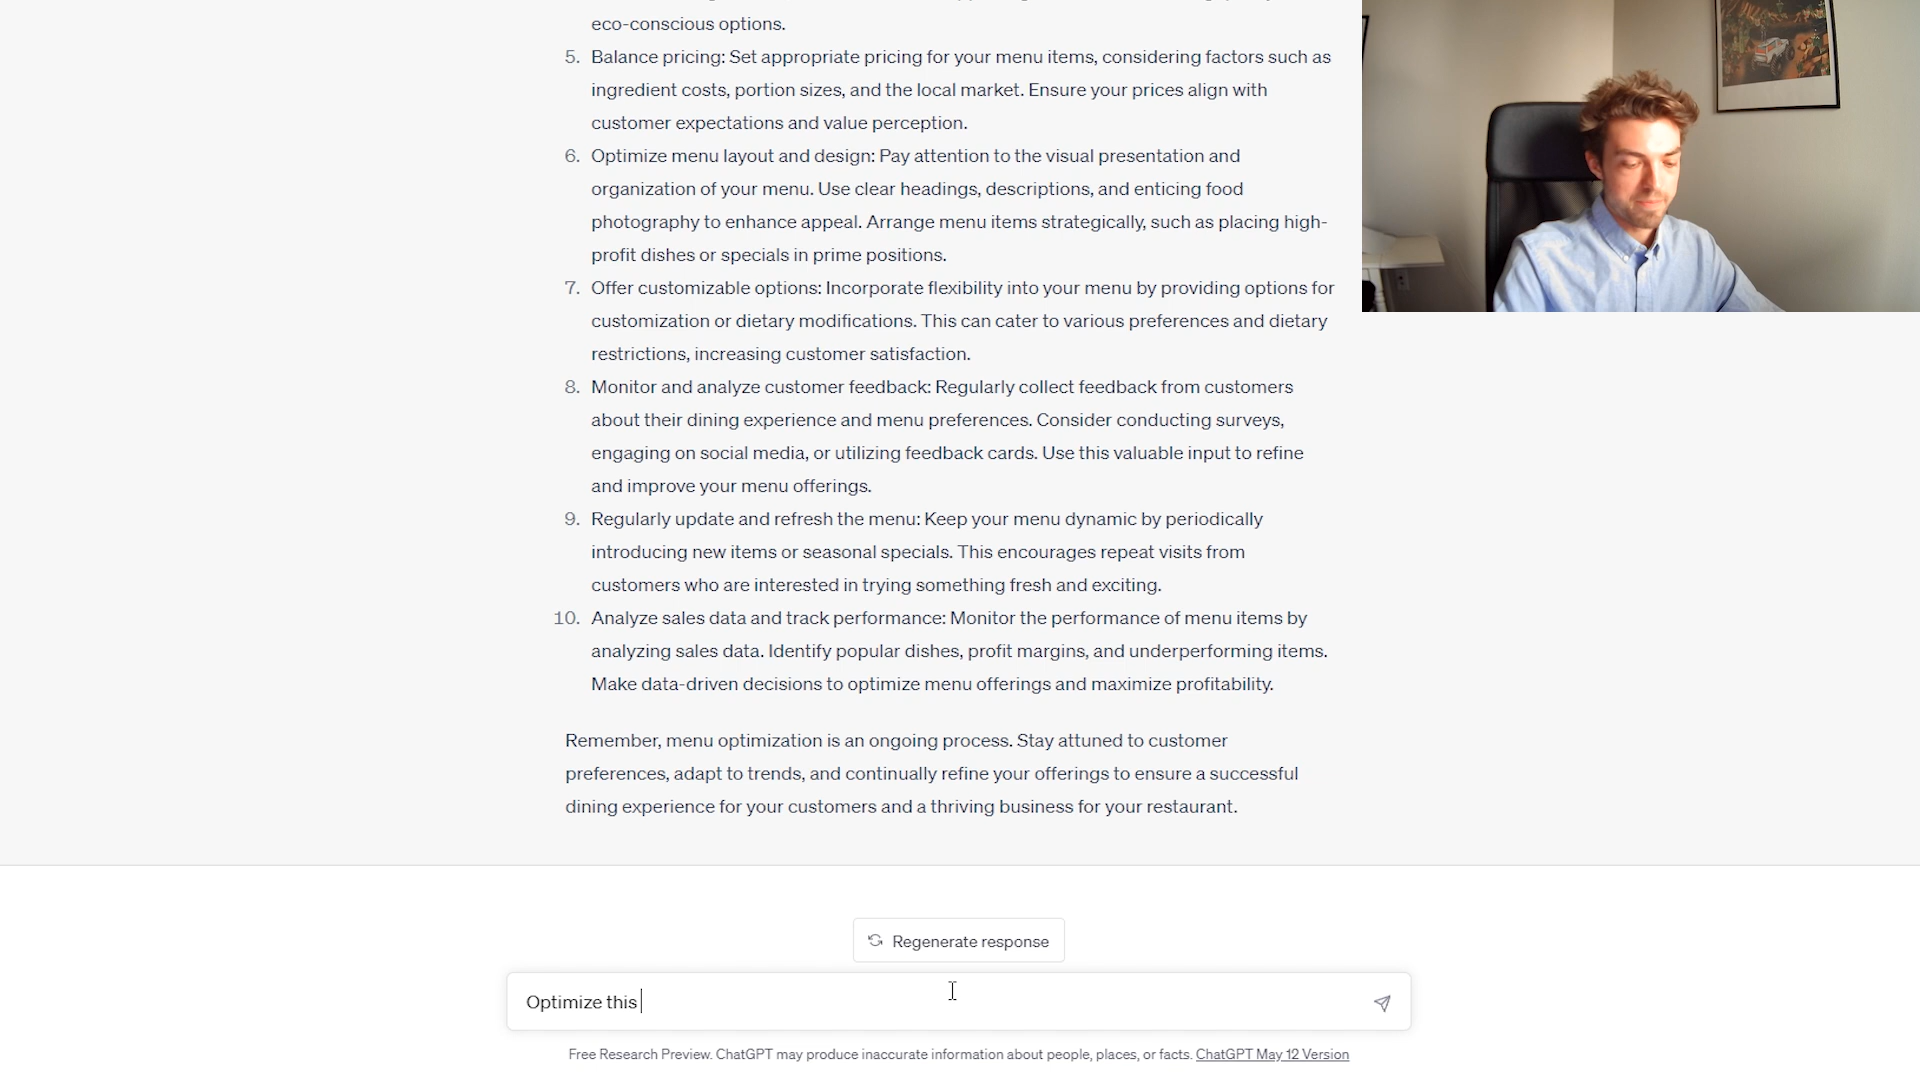 eco-conscious options.
5. Balance pricing: Set appropriate pricing for your menu items, considering factors such as
ingredient costs, portion sizes, and the local market. Ensure your prices align with
customer expectations and value perception.
6. Optimize menu layout and design: Pay attention to the visual presentation and
organization of your menu. Use clear headings, descriptions, and enticing food
photography to enhance appeal. Arrange menu items strategically, such as placing high-
profit dishes or specials in prime positions.
7. Offer customizable options: Incorporate flexibility into your menu by providing options for
customization or dietary modifications. This can cater to various preferences and dietary
restrictions, increasing customer satisfaction.
8. Monitor and analyze customer feedback: Regularly collect feedback from customers
about their dining experience and menu preferences. Consider conducting surveys,
engaging on social media, or utilizing feedback cards. Use this valuable input to refine
and improve your menu offerings.
9. Regularly update and refresh the menu: Keep your menu dynamic by periodically
introducing new items or seasonal specials. This encourages repeat visits from
customers who are interested in trying something fresh and exciting.
10. Analyze sales data and track performance: Monitor the performance of menu items by
analyzing sales data. Identify popular dishes, profit margins, and underperforming items.
Make data-driven decisions to optimize menu offerings and maximize profitability.
Remember, menu optimization is an ongoing process. Stay attuned to customer
preferences, adapt to trends, and continually refine your offerings to ensure a successful
dining experience for your customers and a thriving business for your restaurant.
Regenerate response
Optimize this
Free Research Preview. ChatGPT may produce inaccurate information about people, places, or facts. ChatGPT May 12 Version